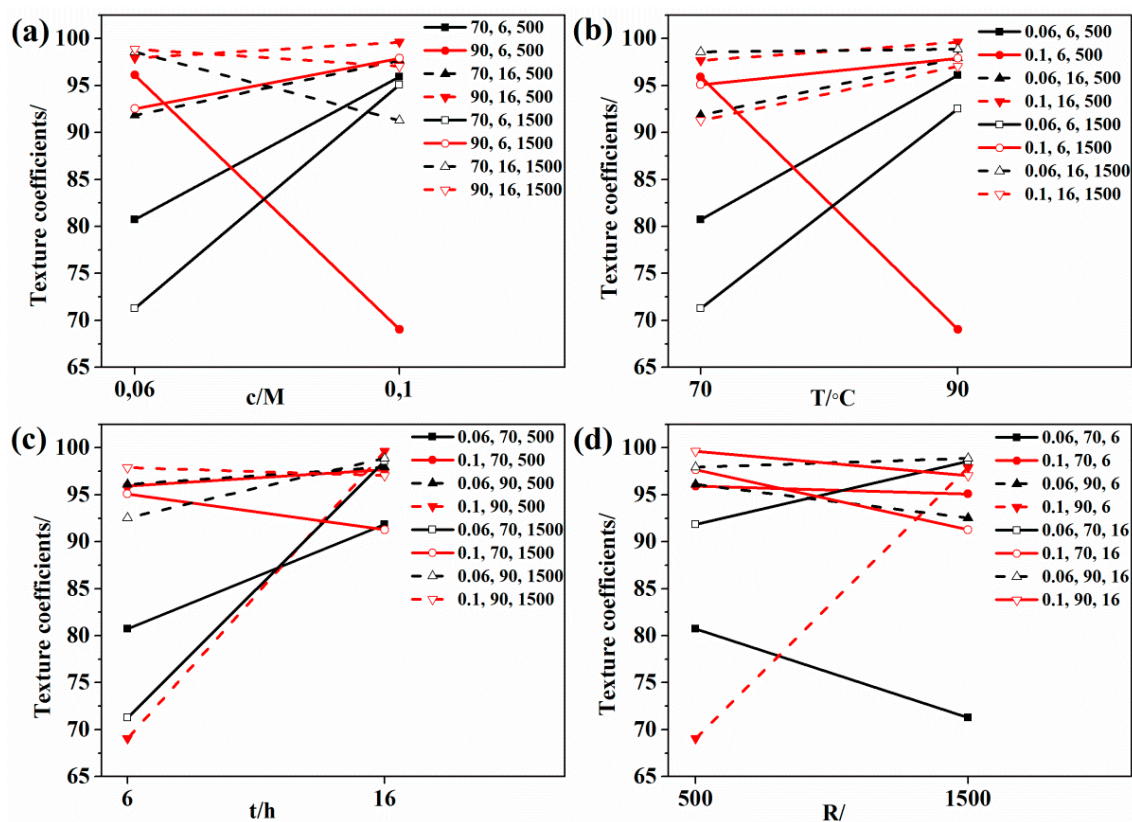 (a)
Texture coefficients/
100
95
90
85
80
75
70
65
0,06
0,1
c/M
70, 6, 500
90, 6, 500
70, 16, 500
90, 16, 500
70, 6, 1500
90, 6, 1500
70, 16, 1500
90, 16, 1500
(b)
Texture coefficients/
100
95
90
85
80
75
70
65
70
90
T/°C
0.06, 6, 500
0.1, 6, 500
0.06, 16, 500
0.1, 16, 500
0.06, 6, 1500
0.1, 6, 1500
0.06, 16, 1500
0.1, 16, 1500
(c)
Texture coefficients/
100
95
90
85
80
75
70
65
6
16
t/h
0.06, 70, 500
0.1, 70, 500
0.06, 90, 500
0.1, 90, 500
0.06, 70, 1500
0.1, 70, 1500
0.06, 90, 1500
0.1, 90, 1500
(d)
Texture coefficients/
100
95
90
85
80
75
70
65
500
1500
R/
0.06, 70, 6
0.1, 70, 6
0.06, 90, 6
0.1, 90, 6
0.06, 70, 16
0.1, 70, 16
0.06, 90, 16
0.1, 90, 16